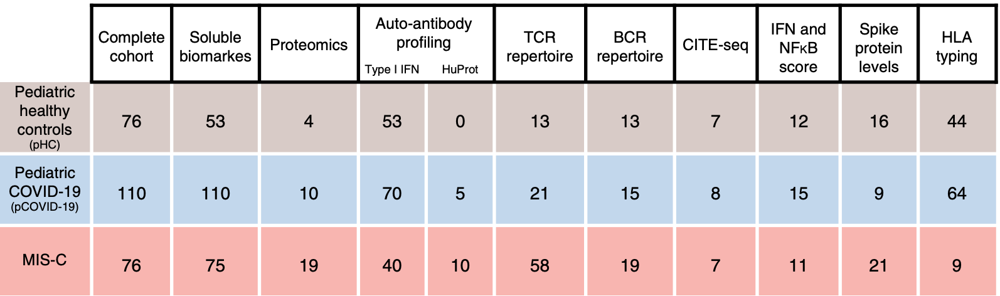 Complete cohort
Soluble biomarkes
Proteomics
Auto-antibody profiling
Type I IFN
HuProt
TCR repertoire
BCR repertoire
CITE-seq
IFN and NFκB score
Spike protein levels
HLA typing
Pediatric healthy controls (pHC)
76 53 4 53 0 13 13 7 12 16 44
Pediatric COVID-19 (pCOVID-19)
110 110 10 70 5 21 15 8 15 9 64
MIS-C
76 75 19 40 10 58 19 7 11 21 9